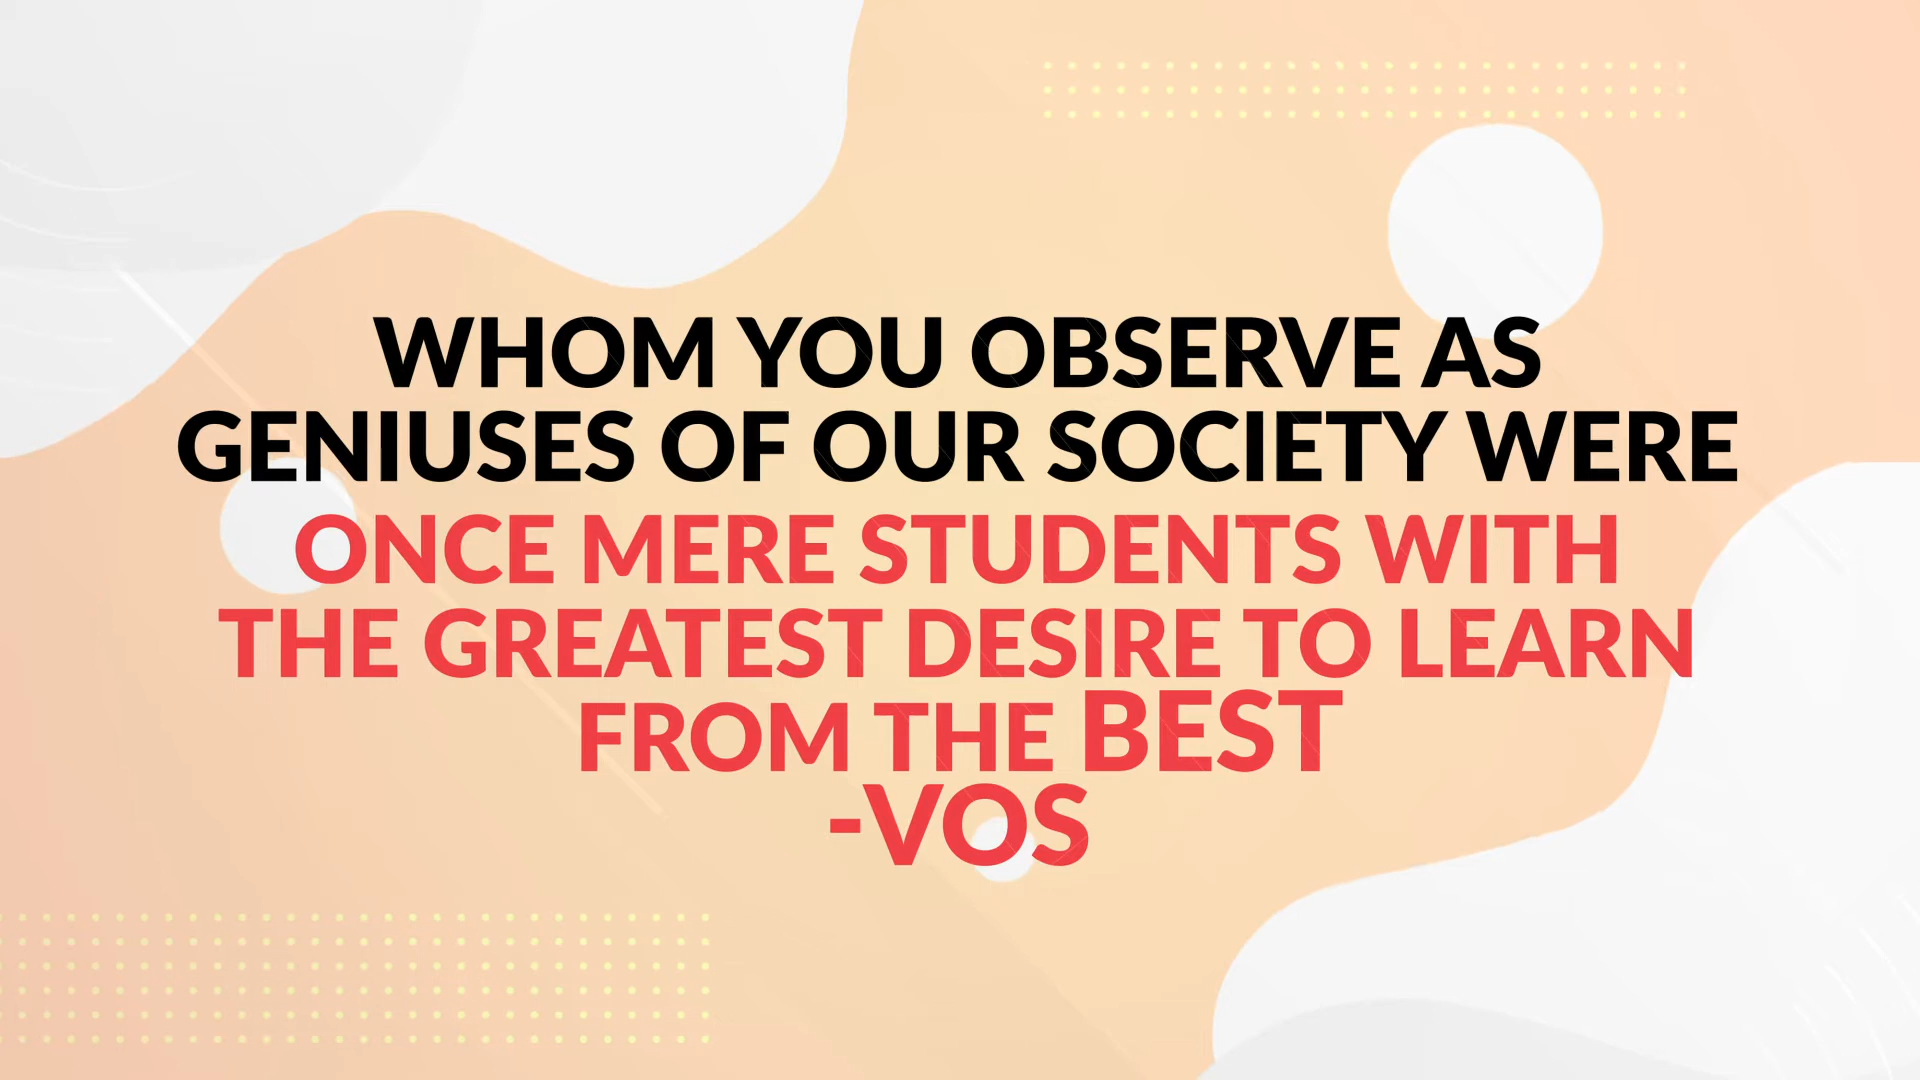 WHOM YOU OBSERVE AS
GENIUSES OF OUR SOCIETY WERE
ONCE MERE STUDENTS WITH
THE GREATEST DESIRE TO LEARN
FROM THE BEST
-VOS